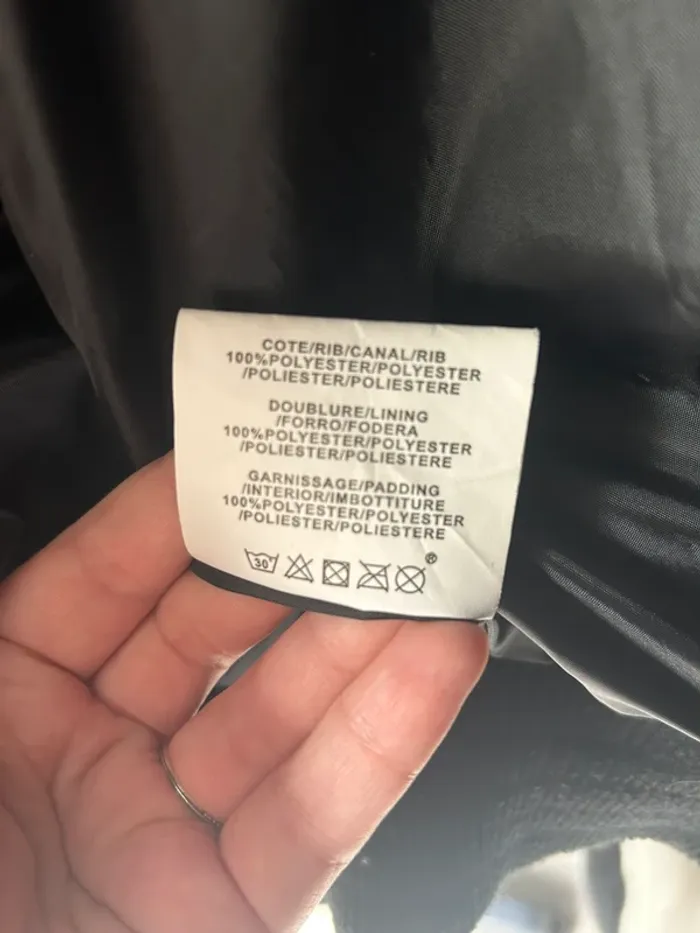 COTE/RIB/CANAL/RIB
100%POLYESTER/POLYESTER
/POLIESTER/POLIESTERE
DOUBLURE/LINING
/FORRO/FODERA
100%POLYESTER/POLYESTER
/POLIESTER/POLIESTERE
GARNISSAGE/PADDING
/INTERIOR/IMBOTTITURE
100%POLYESTER/POLYESTER
/POLIESTER/POLIESTERE
30 ®